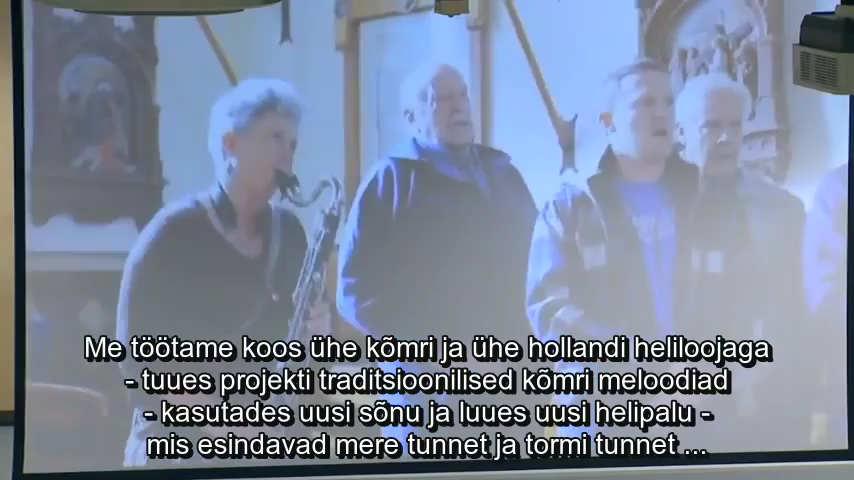 Me töötame koos ühe kõmri ja ühe hollandi heliloojaga
- tuues projekti traditsioonilised kõmri meloodiad
- kasutades uusi sõnu ja luues uusi helipalu -
mis esindavad mere tunnet ja tormi tunnet ...